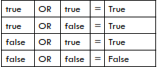 true OR true = True
true OR false = True
false OR true = True
false OR false = False